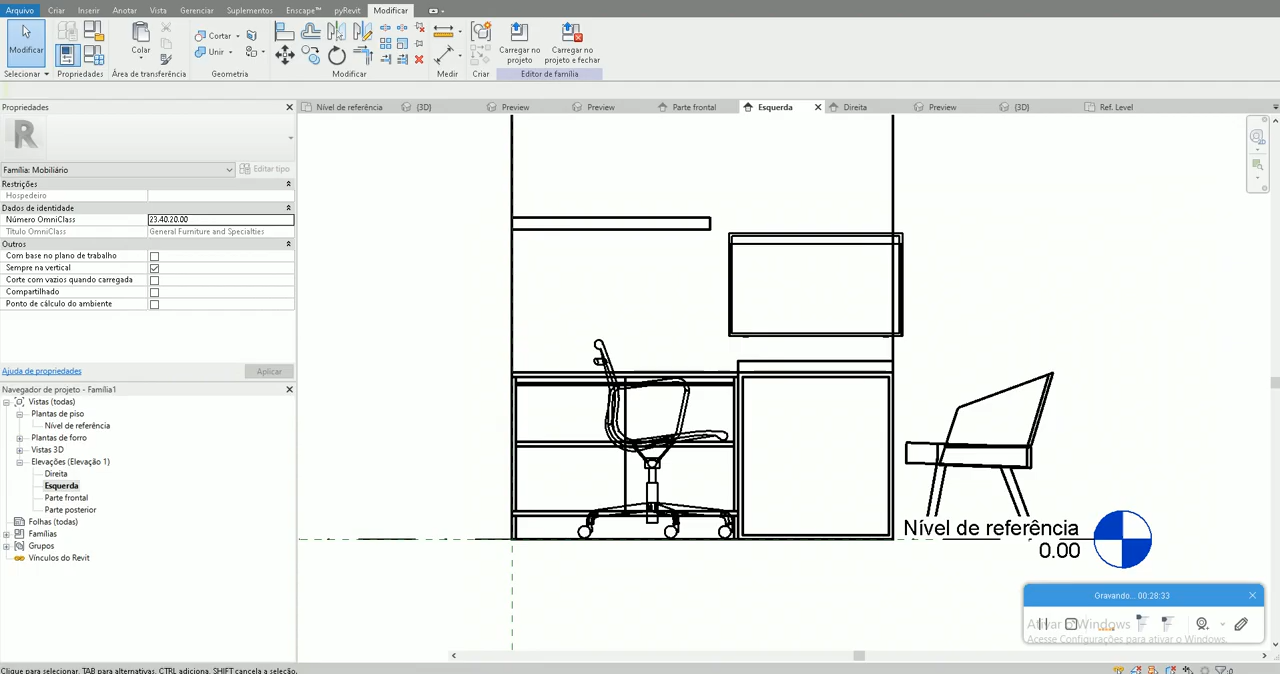 Arquivo Criar Inserir Anotar Vista Gerenciar Suplementos Enscape™ pyRevit Modificar
Modificar
Colar
Cortar
Unir
Carregar no projeto
Carregar no projeto e fechar
Selecionar Propriedades Área de transferência Geometria Modificar Medir Criar Editor de família
Propriedades
Nível de referência {3D} Preview Preview Parte frontal Esquerda Direita Preview {3D} Ref. Level
R
Família: Mobiliário Editar tipo
Restrições
Hospedeiro
Dados de identidade
Número OmniClass 23.40.20.00
Título OmniClass General Furniture and Specialties
Outros
Com base no plano de trabalho
Sempre na vertical
Corte com vazios quando carregada
Compartilhado
Ponto de cálculo do ambiente
Ajuda de propriedades Aplicar
Navegador de projeto - Família1
Vistas (todas)
Plantas de piso
Nível de referência
Plantas de forro
Vistas 3D
Elevações (Elevação 1)
Direita
Esquerda
Parte frontal
Parte posterior
Folhas (todas)
Famílias
Grupos
Vínculos do Revit
Nível de referência
0.00
Gravando... 00:28:33
Ativar o Windows
Acesse Configurações para ativar o Windows.
Clique para selecionar, TAB para alternativas, CTRL adiciona, SHIFT cancela a seleção. :0